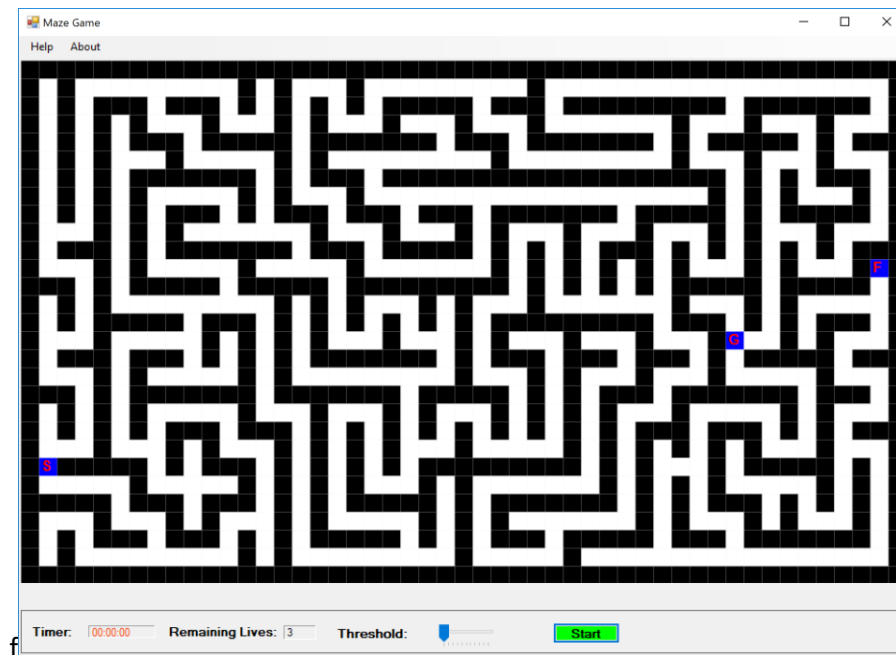 Maze Game
Help About
F
G
S
Timer: 00:00:00 Remaining Lives: 3 Threshold: Start
f